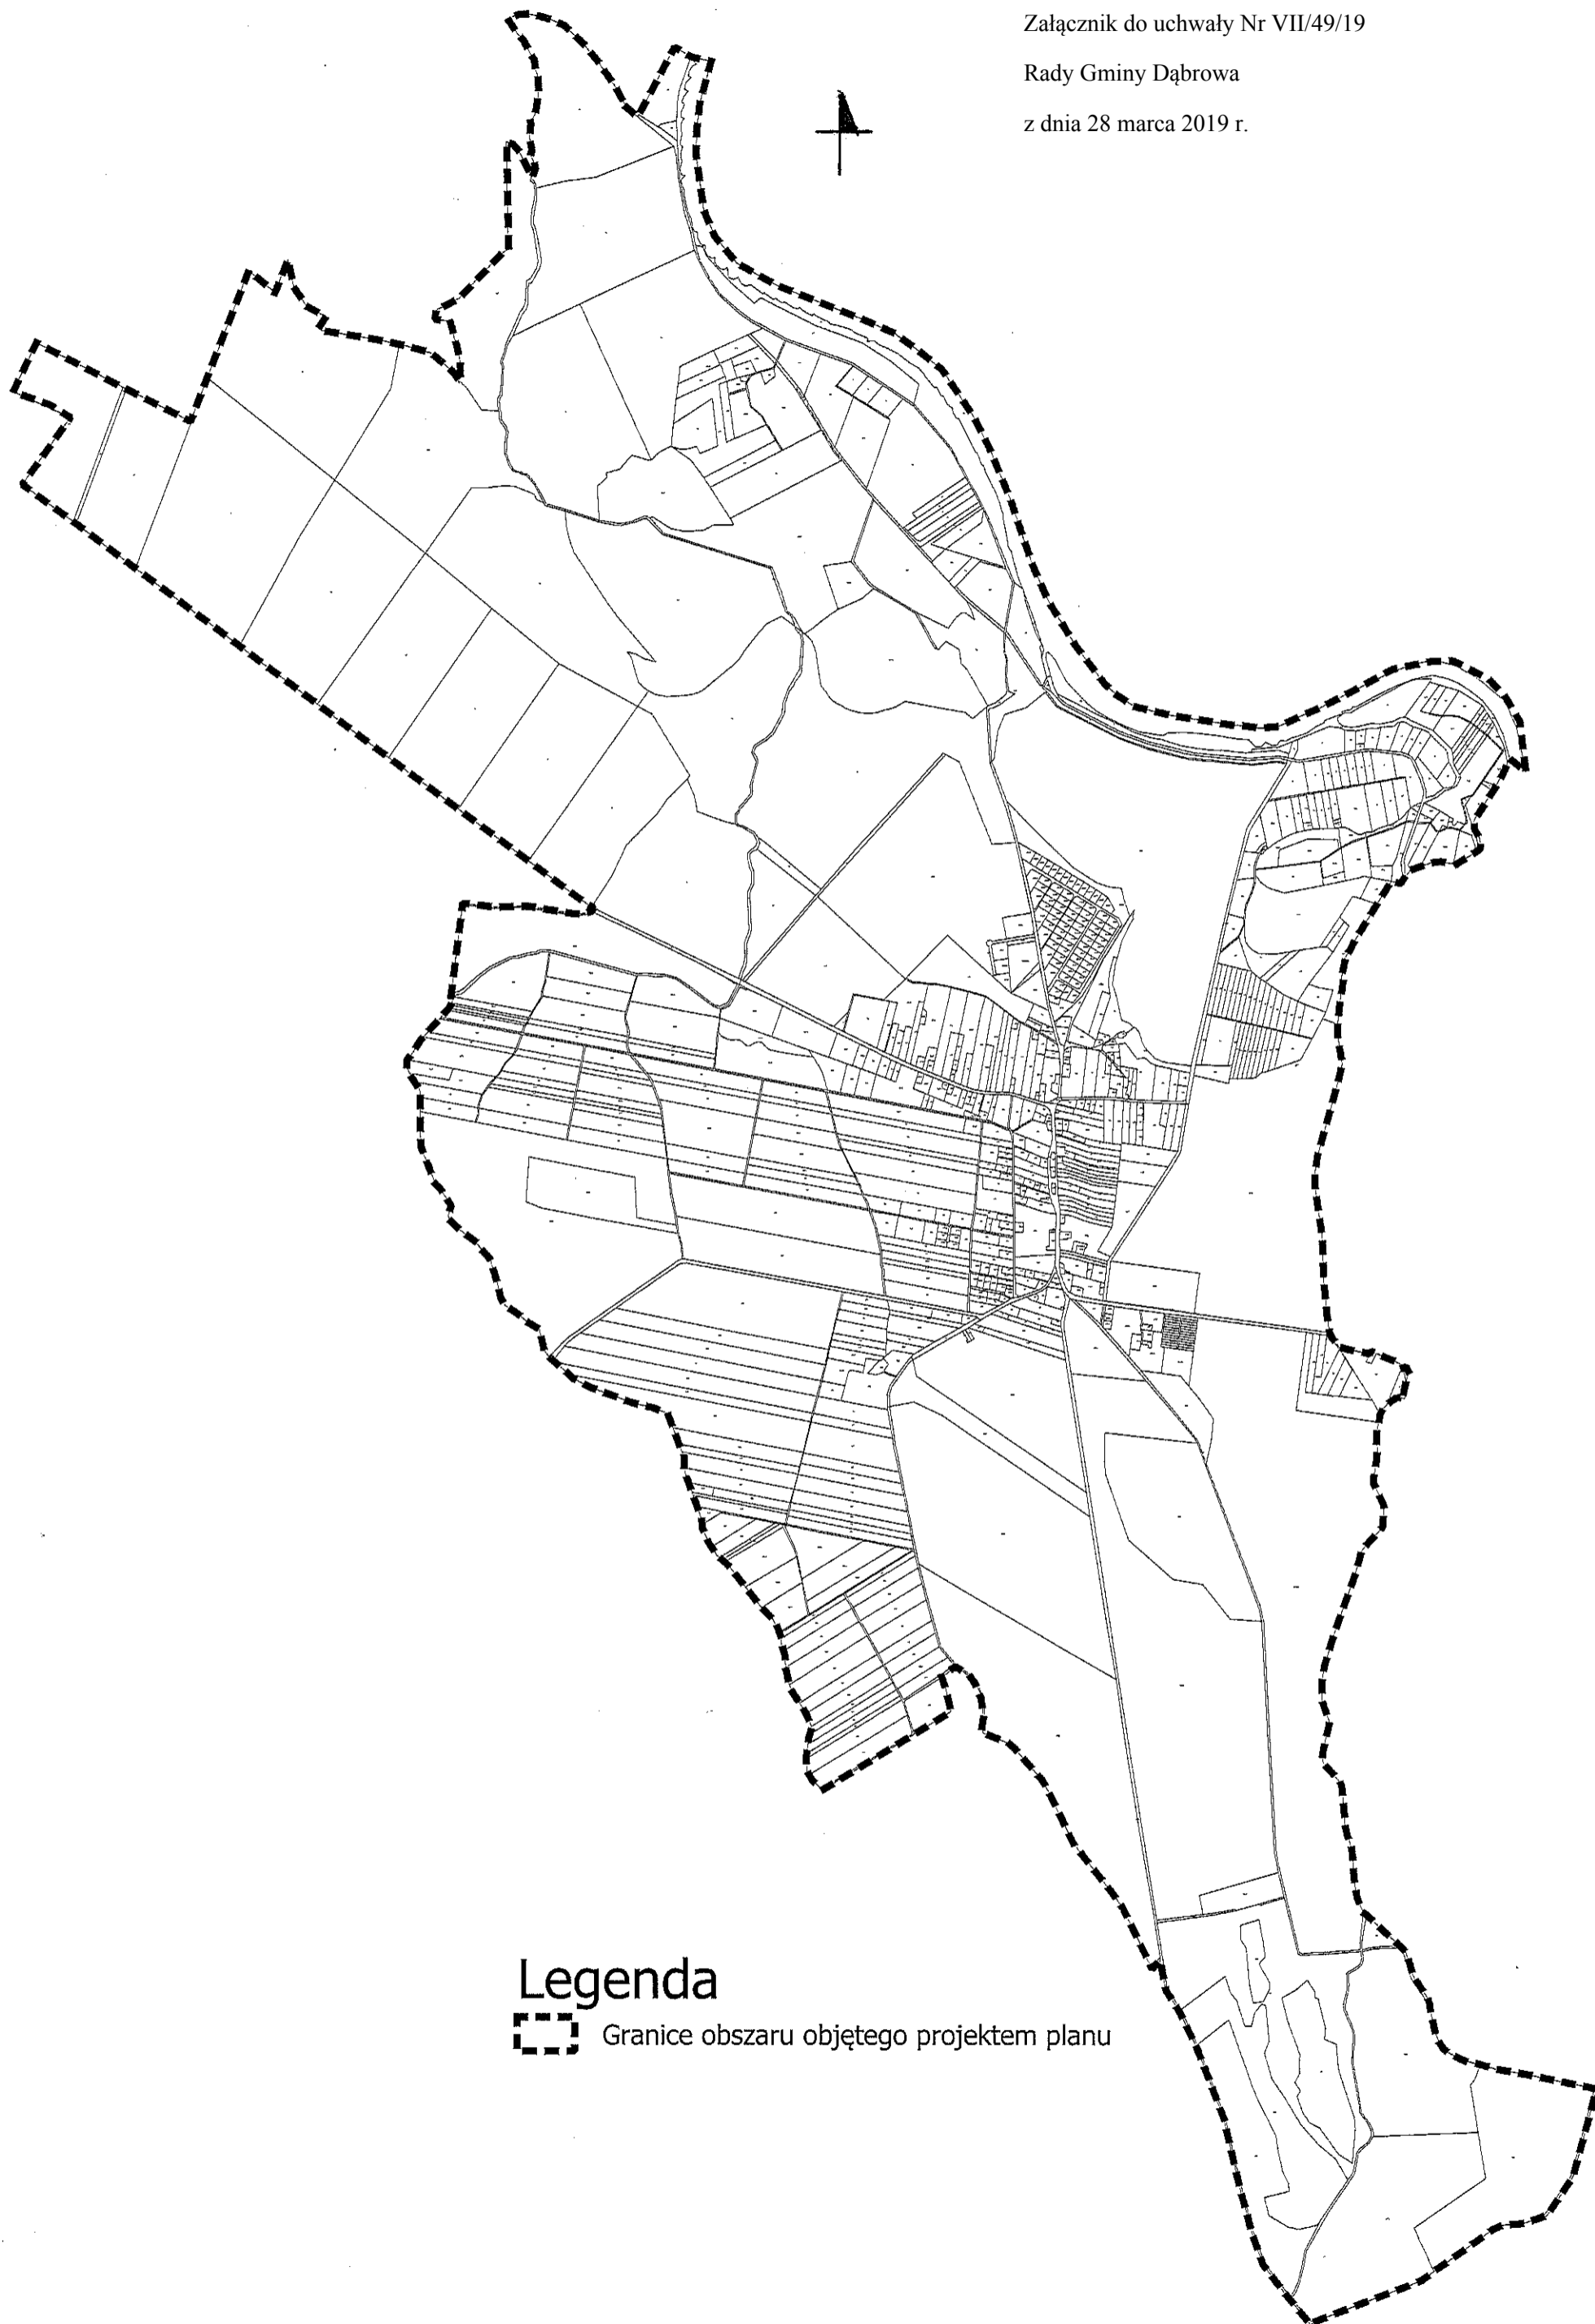 Załącznik do uchwały Nr VII/49/19
Rady Gminy Dąbrowa
z dnia 28 marca 2019 r.
Legenda
Granice obszaru objętego projektem planu